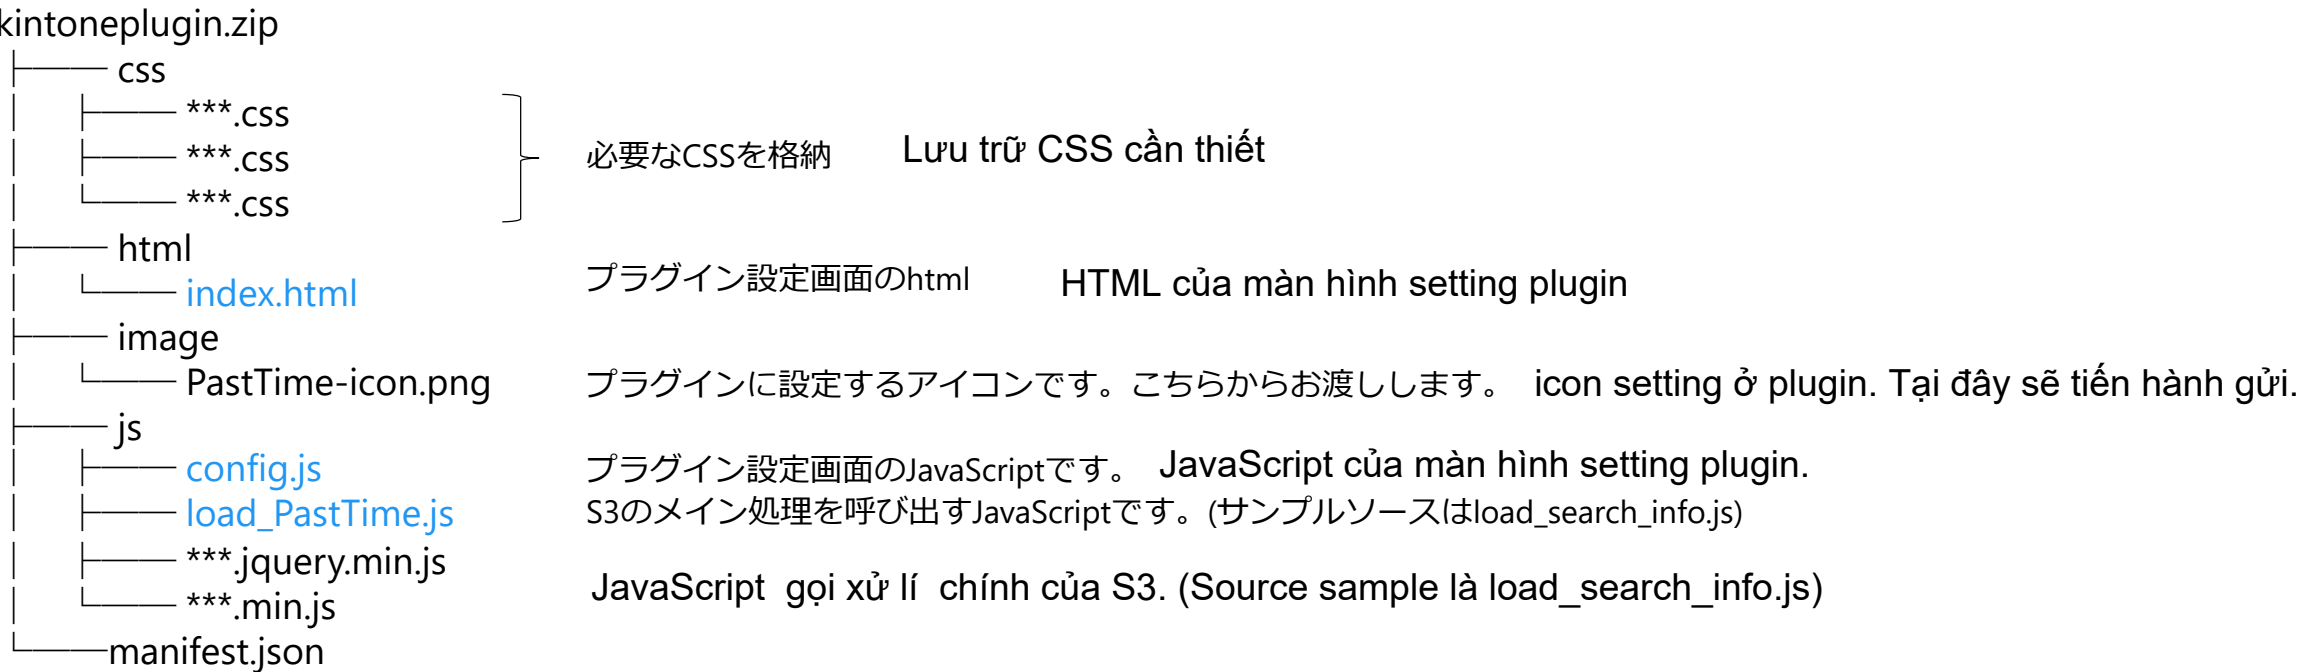 kintoneplugin.zip
├── css
│ ├── ***.css
│ ├── ***.css 必要なCSSを格納 Lưu trữ CSS cần thiết
│ └── ***.css
├── html
│ └── index.html プラグイン設定画面のhtml HTML của màn hình setting plugin
├── image
│ └── PastTime-icon.png プラグインに設定するアイコンです。こちらからお渡しします。 icon setting ở plugin. Tại đây sẽ tiến hành gửi.
├── js
│ ├── config.js プラグイン設定画面のJavaScriptです。 JavaScript của màn hình setting plugin.
│ ├── load_PastTime.js S3のメイン処理を呼び出すJavaScriptです。(サンプルソースはload_search_info.js)
│ ├── ***.jquery.min.js
JavaScript gọi xử lí chính của S3. (Source sample là load_search_info.js)
│ └── ***.min.js
└──manifest.json